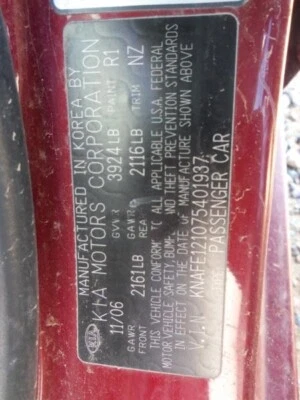 MANUFACTURED IN KOREA BY
KIA MOTORS CORPORATION
11/06 GVWR 3924LB PAINT R1
GAWR FRONT 2161LB GAWR REAR 2116LB TRIM NZ
THIS VEHICLE CONFORMS TO ALL APPLICABLE U.S.A. FEDERAL
MOTOR VEHICLE SAFETY, BUMPER, AND THEFT PREVENTION STANDARDS
IN EFFECT ON THE DATE OF MANUFACTURE SHOWN ABOVE
V.I.N. KNAFE121075401937
PASSENGER CAR
KIA